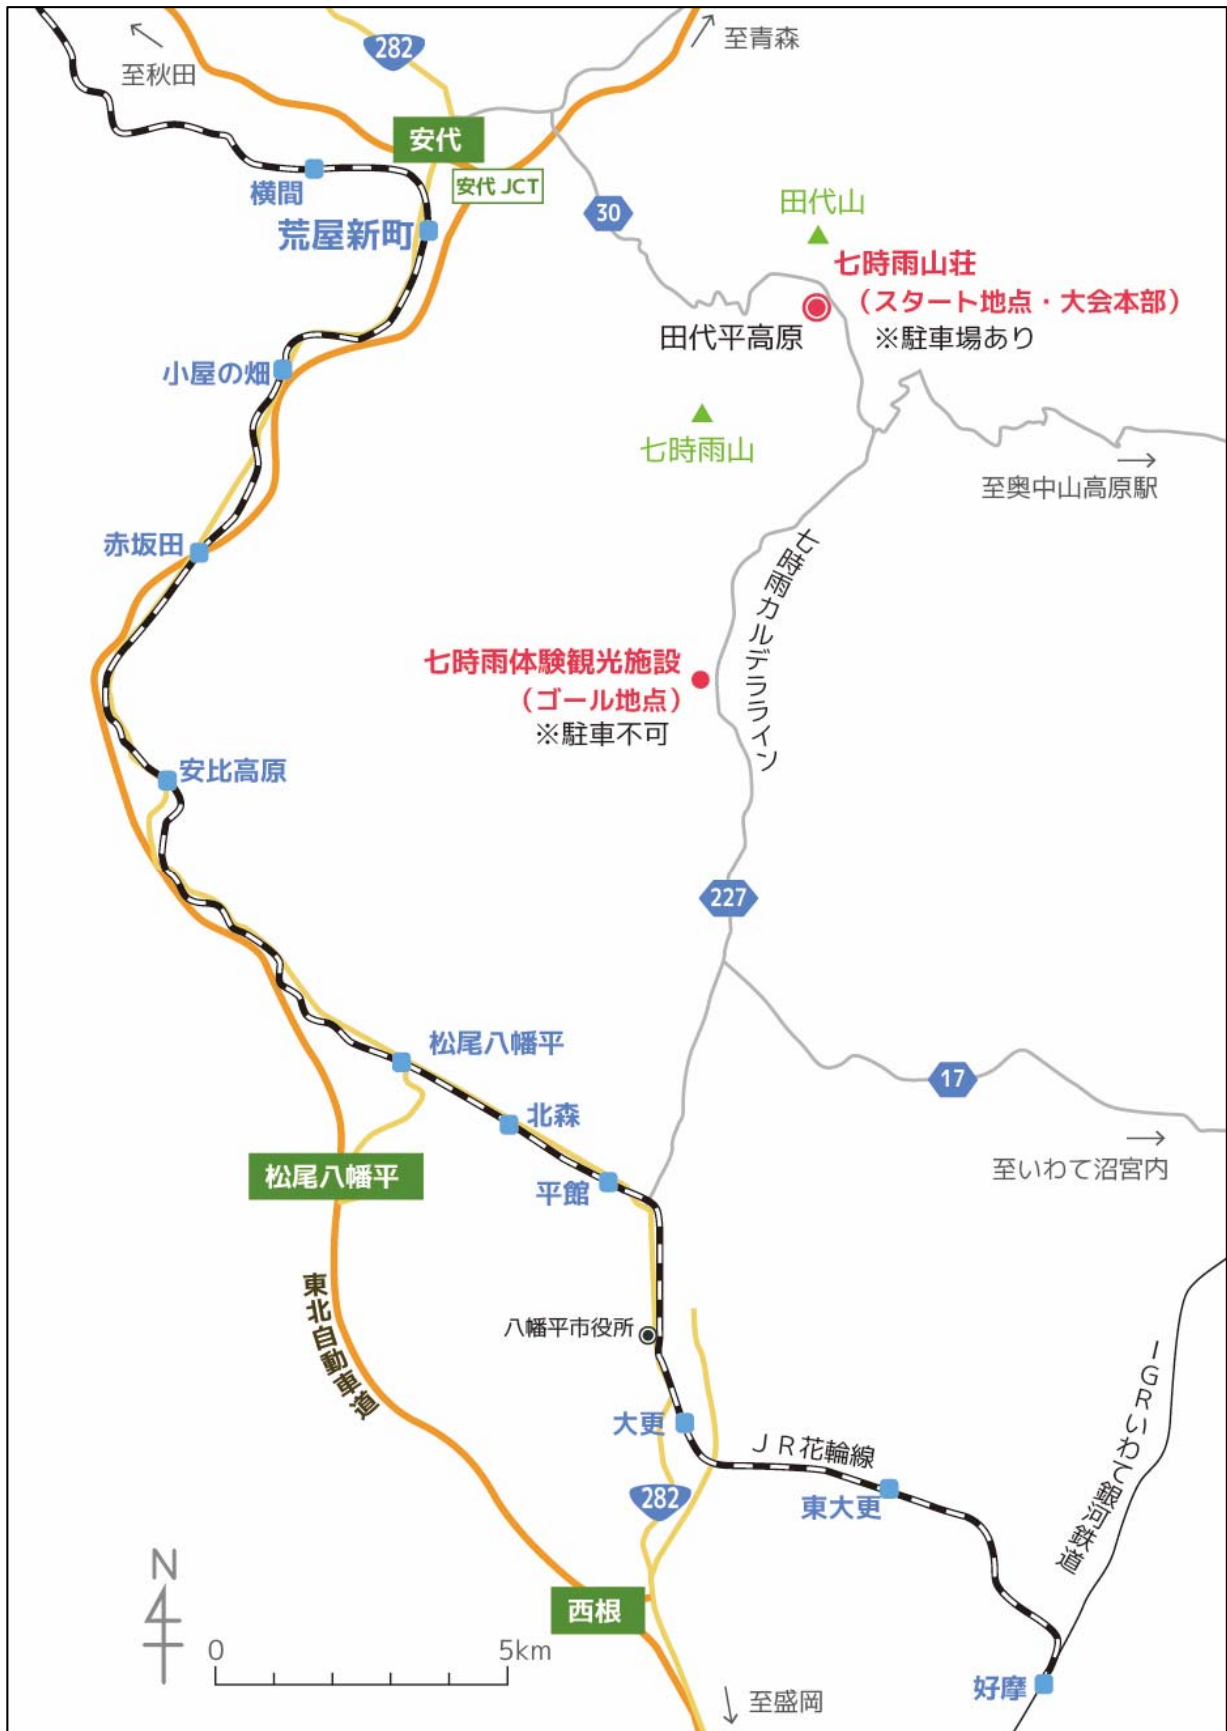 282
至青森
至秋田
安代
安代 JCT
横間
30
田代山
荒屋新町
七時雨山荘
（スタート地点・大会本部）
田代平高原
※駐車場あり
小屋の畑
七時雨山
至奥中山高原駅
赤坂田
七時雨カルデラライン
七時雨体験観光施設
（ゴール地点）
※駐車不可
安比高原
227
松尾八幡平
17
北森
松尾八幡平
平館
至いわて沼宮内
東北自動車道
八幡平市役所
IGRいわて銀河鉄道
大更
JR花輪線
282
東大更
N
西根
0
5km
好摩
至盛岡